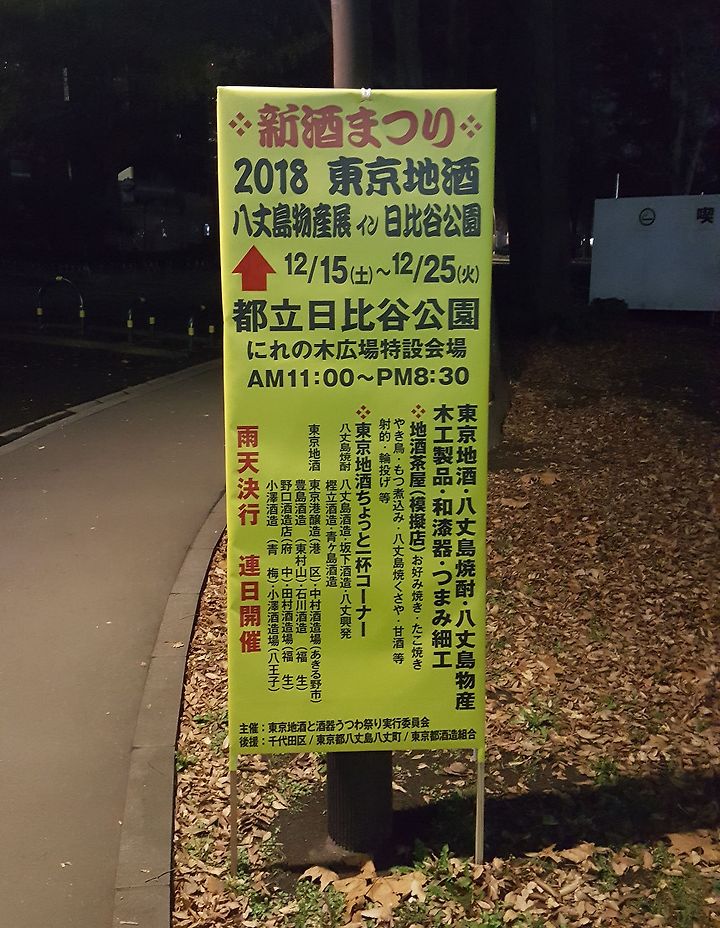 新酒まつり
2018 東京地酒
八丈島物産展 イン 日比谷公園
12/15(土)~12/25(火)
都立日比谷公園
にれの木広場特設会場
AM11:00~PM8:30
東京地酒・八丈島焼酎・八丈島物産
木工製品・和漆器・つまみ細工
地酒茶屋(模擬店)お好み焼き・たこ焼き
やき鳥・もつ煮込み・八丈島焼くさや・甘酒 等
射的・輪投げ 等
東京地酒ちょっと一杯コーナー
八丈島焼酎 八丈島酒造・坂下酒造・八丈興発
樫立酒造・青ヶ島酒造
東京地酒 東京港醸造(港 区)・中村酒造場(あきる野市)
豊島酒造 (東村山)・石川酒造 (福 生)
野口酒造店(府 中)・田村酒造場(福 生)
小澤酒造 (青 梅)・小澤酒造場(八王子)
雨天決行 連日開催
主催:東京地酒と酒器うつわ祭り実行委員会
後援:千代田区/東京都八丈島八丈町/東京都酒造組合
喫